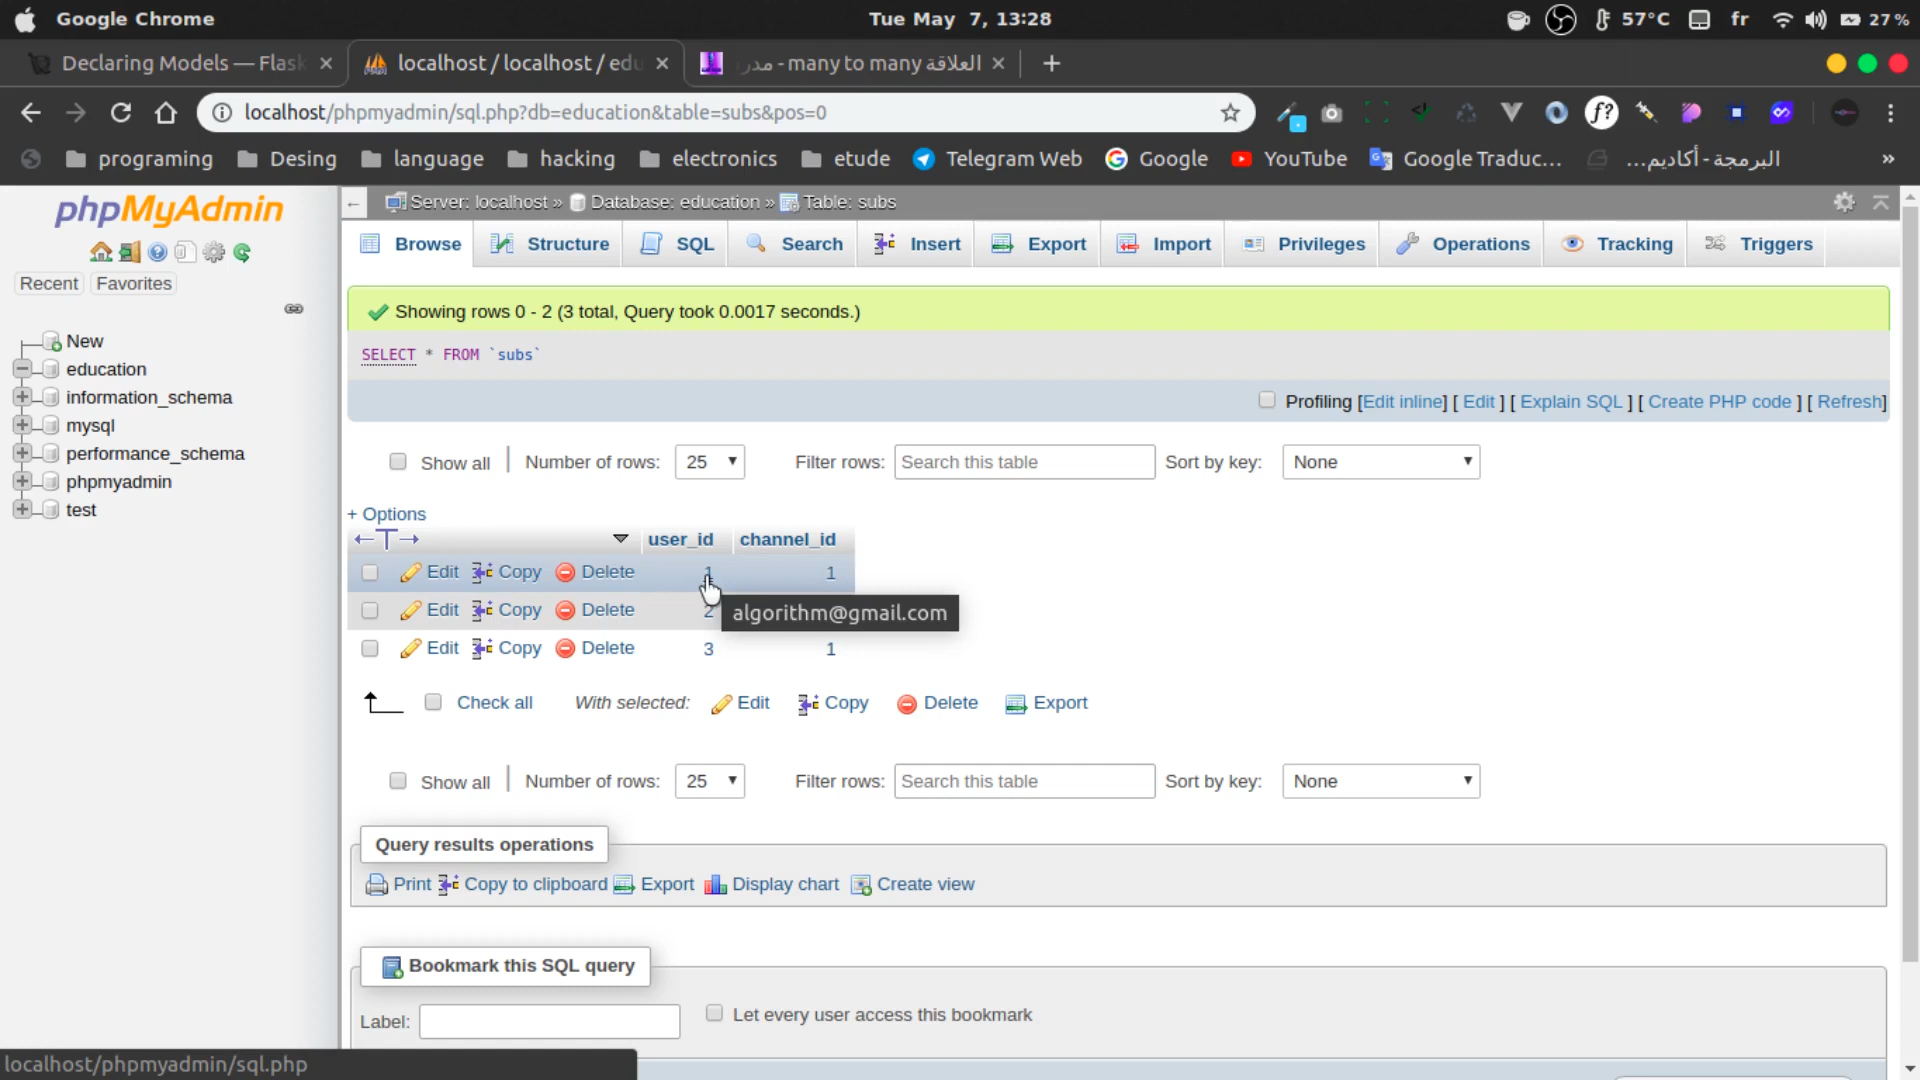 Google Chrome
Tue May 7, 13:28
57°C
fr
27%
Declaring Models — Flask
localhost / localhost / edu
العلاقة many to many - مدر
localhost/phpmyadmin/sql.php?db=education&table=subs&pos=0
programing
Desing
language
hacking
electronics
etude
Telegram Web
Google
YouTube
Google Traduc...
البرمجة - أكاديم...
»
phpMyAdmin
Recent
Favorites
New
education
information_schema
mysql
performance_schema
phpmyadmin
test
Server: localhost » Database: education » Table: subs
Browse
Structure
SQL
Search
Insert
Export
Import
Privileges
Operations
Tracking
Triggers
Showing rows 0 - 2 (3 total, Query took 0.0017 seconds.)
SELECT * FROM `subs`
Profiling [Edit inline] [ Edit ] [ Explain SQL ] [ Create PHP code ] [ Refresh]
Show all
Number of rows: 25
Filter rows: Search this table
Sort by key: None
+ Options
user_id channel_id
Edit Copy Delete 1 1
Edit Copy Delete 2
algorithm@gmail.com
Edit Copy Delete 3 1
Check all With selected: Edit Copy Delete Export
Show all
Number of rows: 25
Filter rows: Search this table
Sort by key: None
Query results operations
Print Copy to clipboard Export Display chart Create view
Bookmark this SQL query
Label:
Let every user access this bookmark
localhost/phpmyadmin/sql.php